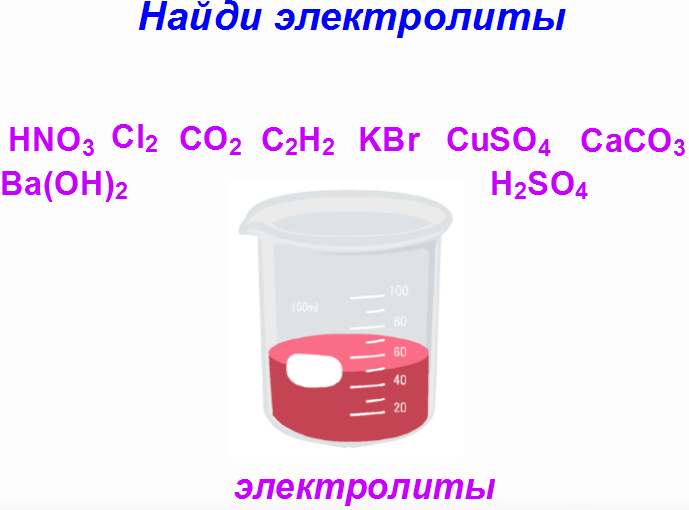 Найди электролиты
HNO₃ Cl₂ CO₂ C₂H₂ KBr CuSO₄ CaCO₃
Ba(OH)₂ H₂SO₄
100
100ml
80
60
40
20
электролиты